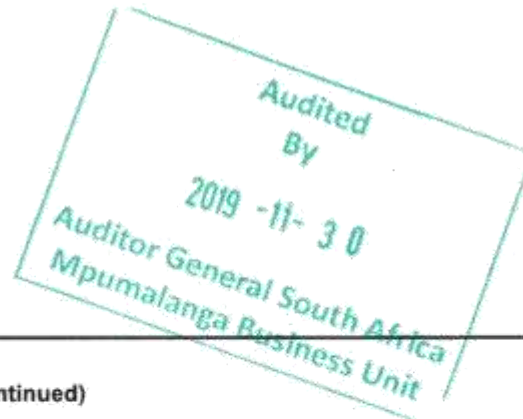 Audited
By
2019 -11- 30
Auditor General South Africa
Mpumalanga Business Unit
ntinued)